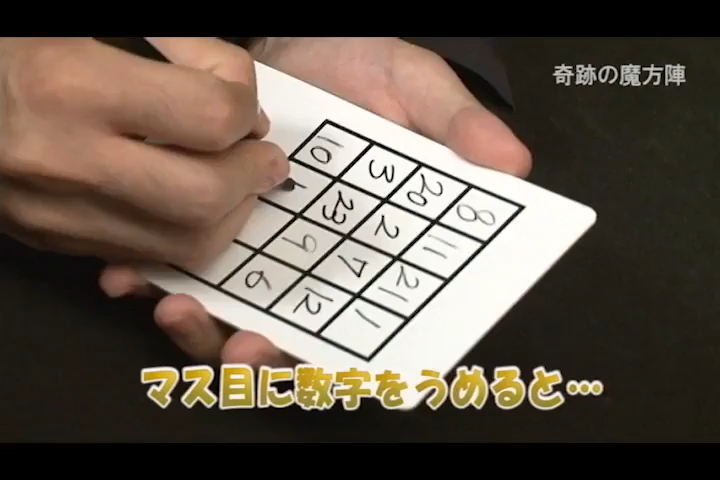 奇跡の魔方陣
10 3 20 8
23 2 11
9 7 21
6 12 1
マス目に数字をうめると…